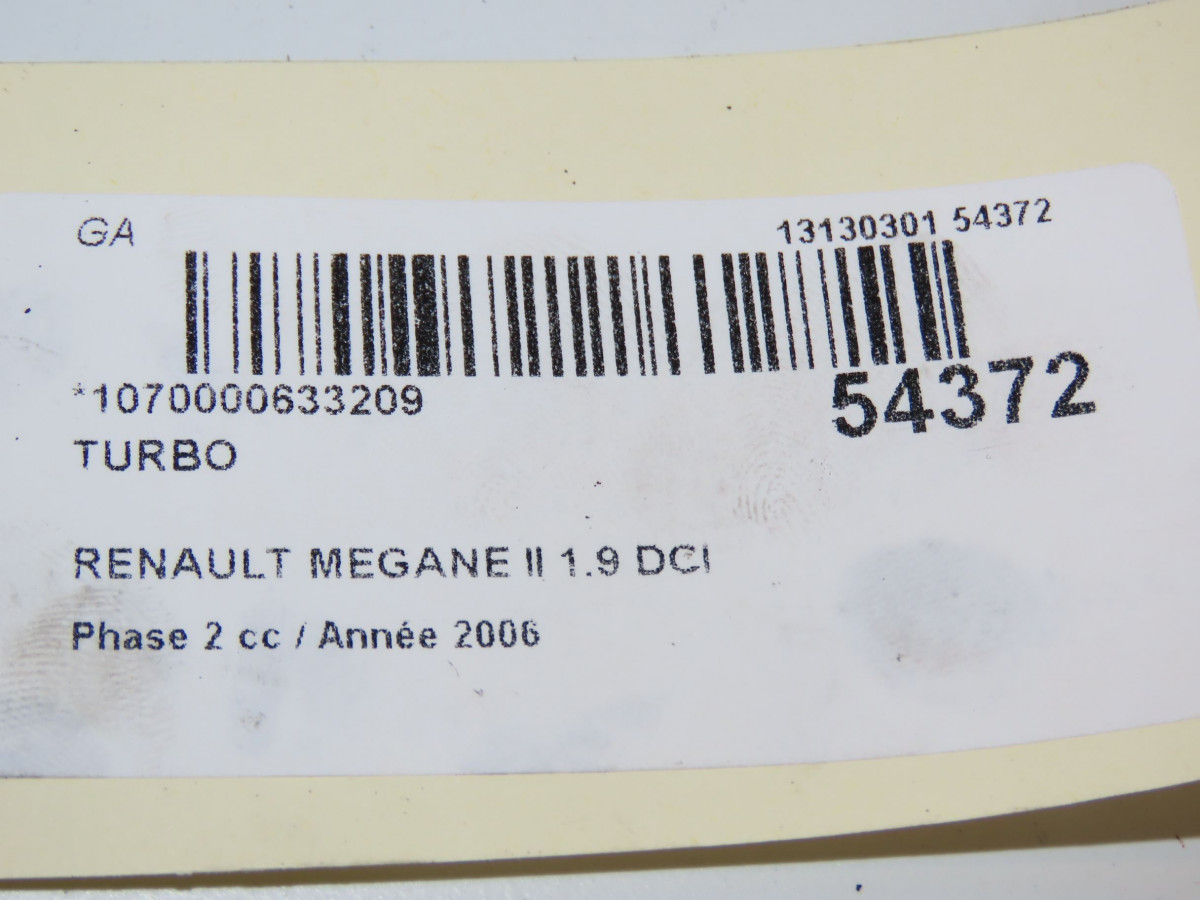 GA
13130301 54372
*1070000633209
54372
TURBO
RENAULT MEGANE II 1.9 DCI
Phase 2 cc / Année 2006